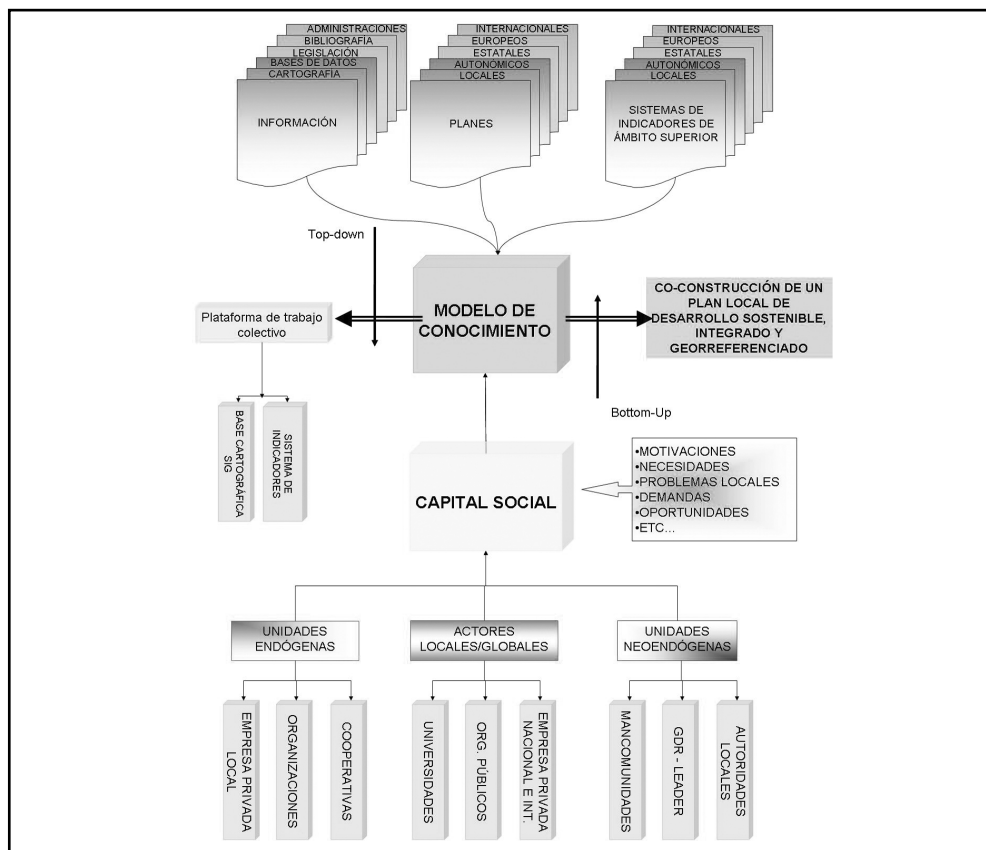 ADMINISTRACIONES
BIBLIOGRAFÍA
LEGISLACIÓN
BASES DE DATOS
CARTOGRAFÍA
INFORMACIÓN
INTERNACIONALES
EUROPEOS
ESTATALES
AUTONÓMICOS
LOCALES
PLANES
INTERNACIONALES
EUROPEOS
ESTATALES
AUTONÓMICOS
LOCALES
SISTEMAS DE
INDICADORES DE
ÁMBITO SUPERIOR
Top-down
MODELO DE
CONOCIMIENTO
CO-CONSTRUCCIÓN DE UN
PLAN LOCAL DE
DESARROLLO SOSTENIBLE,
INTEGRADO Y
GEORREFERENCIADO
Plataforma de trabajo
colectivo
Bottom-Up
BASE CARTOGRÁFICA
SIG
SISTEMA DE
INDICADORES
CAPITAL SOCIAL
•MOTIVACIONES
•NECESIDADES
•PROBLEMAS LOCALES
•DEMANDAS
•OPORTUNIDADES
•ETC...
UNIDADES
ENDÓGENAS
ACTORES
LOCALES/GLOBALES
UNIDADES
NEOENDÓGENAS
EMPRESA PRIVADA
LOCAL
ORGANIZACIONES
COOPERATIVAS
UNIVERSIDADES
ORG. PÚBLICOS
EMPRESA PRIVADA
NACIONAL E INT.
MANCOMUNIDADES
GDR - LEADER
AUTORIDADES
LOCALES